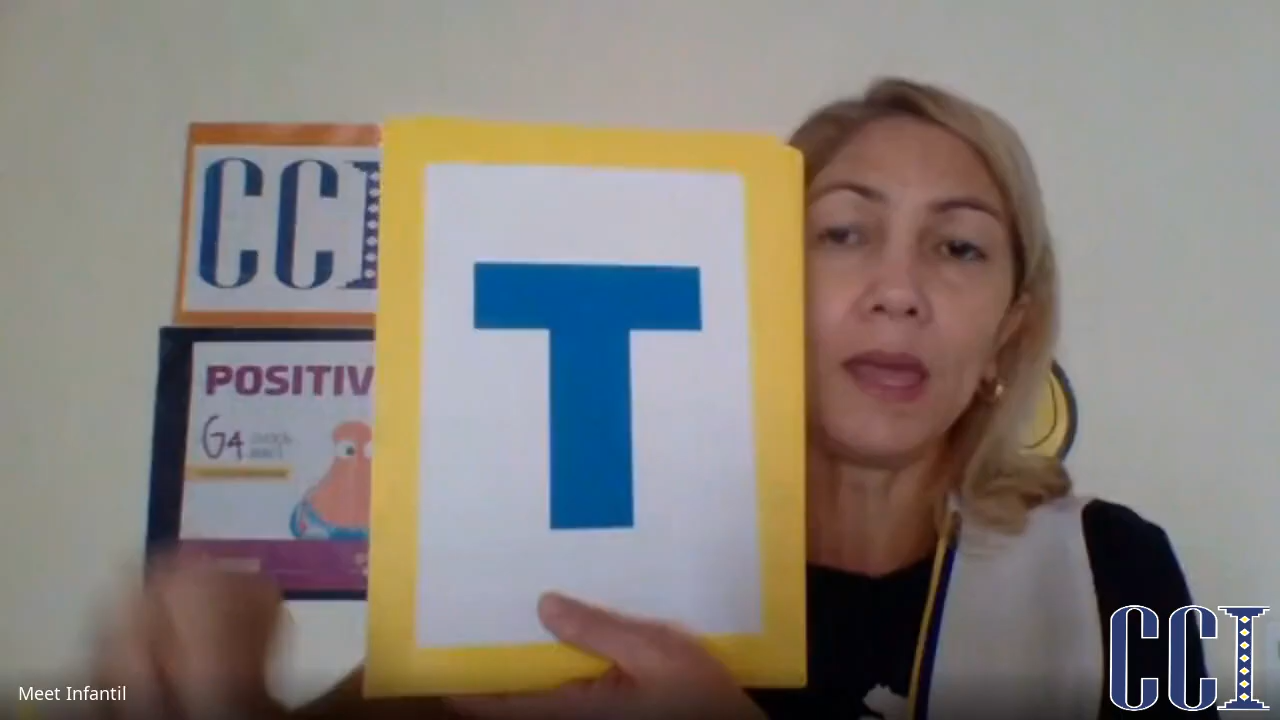 CCI
T
POSITIV
G4
Meet Infantil
CCI